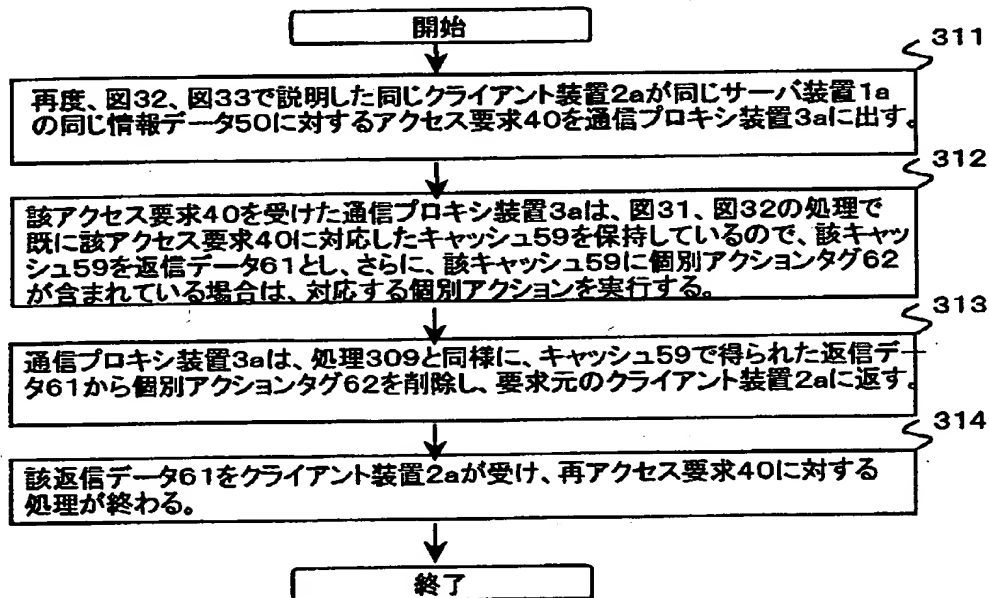 開始
311
再度、図32、図33で説明した同じクライアント装置2aが同じサーバ装置1a
の同じ情報データ50に対するアクセス要求40を通信プロキシ装置3aに出す。
312
該アクセス要求40を受けた通信プロキシ装置3aは、図31、図32の処理で
既に該アクセス要求40に対応したキャッシュ59を保持しているので、該キャッ
シュ59を返信データ61とし、さらに、該キャッシュ59に個別アクションタグ62
が含まれている場合は、対応する個別アクションを実行する。
313
通信プロキシ装置3aは、処理309と同様に、キャッシュ59で得られた返信デー
タ61から個別アクションタグ62を削除し、要求元のクライアント装置2aに返す。
314
該返信データ61をクライアント装置2aが受け、再アクセス要求40に対する
処理が終わる。
終了